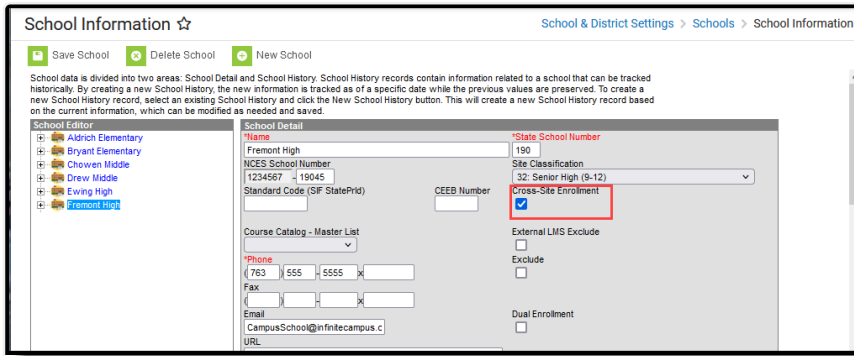 School Information ☆
School & District Settings > Schools > School Information
Save School Delete School New School
School data is divided into two areas: School Detail and School History. School History records contain information related to a school that can be tracked
historically. By creating a new School History, the new information is tracked as of a specific date while the previous values are preserved. To create a
new School History record, select an existing School History and click the New School History button. This will create a new School History record based
on the current information, which can be modified as needed and saved.
School Editor
Aldrich Elementary
Bryant Elementary
Chowen Middle
Drew Middle
Ewing High
Fremont High
School Detail
*Name *State School Number
Fremont High 190
NCES School Number Site Classification
1234567 - 19045 32: Senior High (9-12)
Standard Code (SIF StatePrId) CEEB Number Cross-Site Enrollment
Course Catalog - Master List External LMS Exclude
*Phone Exclude
( 763 ) 555 - 5555 x
Fax
( ) - x
Email Dual Enrollment
CampusSchool@infinitecampus.c
URL